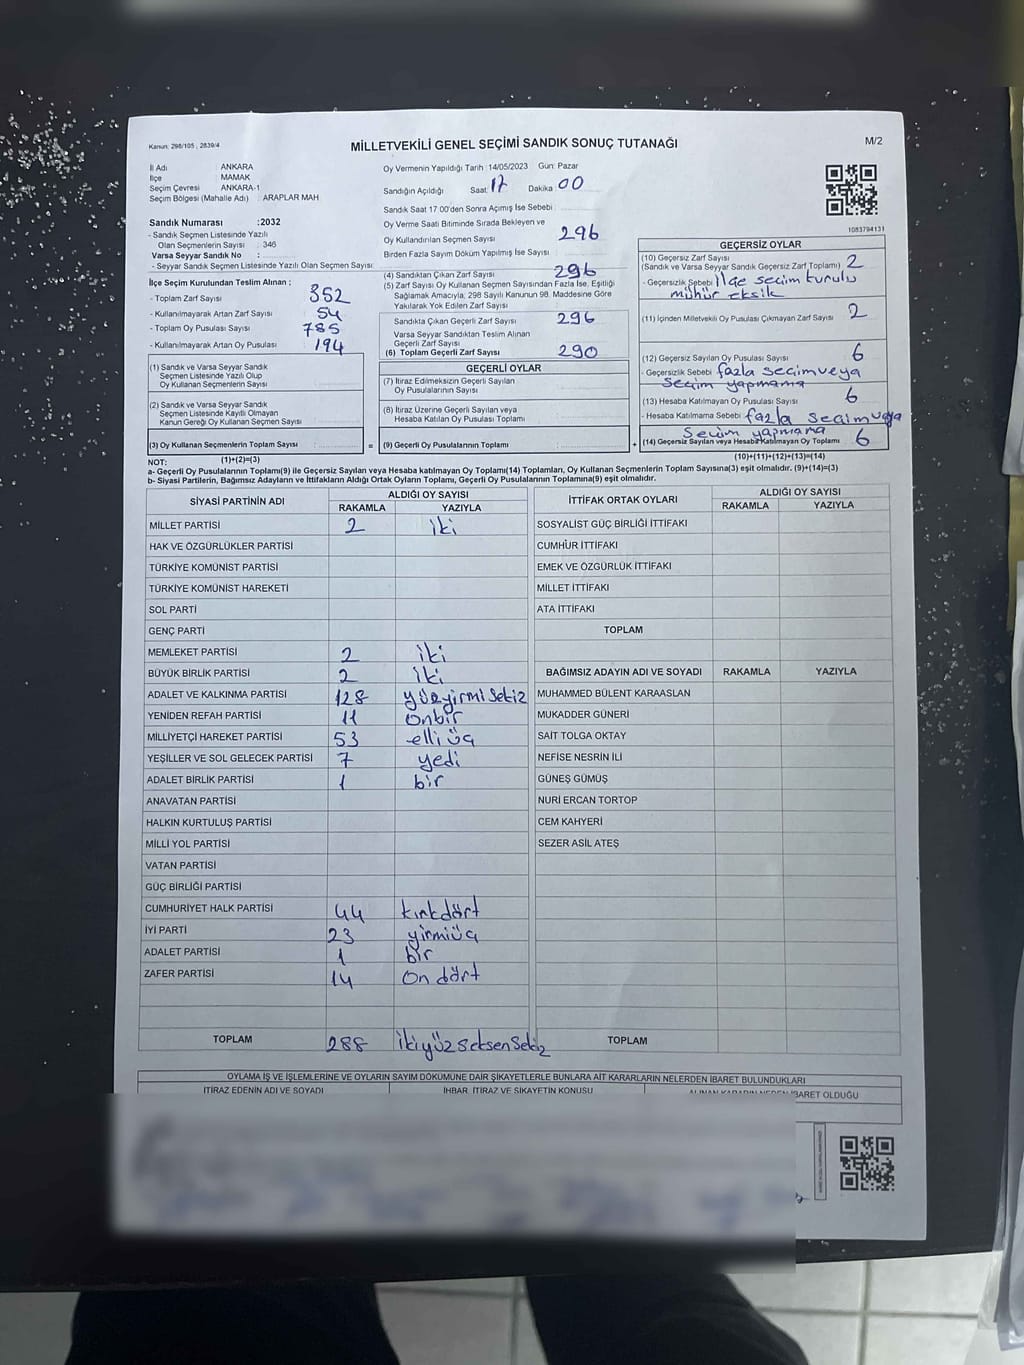 Kanun: 298/105 , 2839/4
MİLLETVEKİLİ GENEL SEÇİMİ SANDIK SONUÇ TUTANAĞI
M/2
İl Adı : ANKARA
İlçe : MAMAK
Seçim Çevresi : ANKARA-1
Seçim Bölgesi (Mahalle Adı) : ARAPLAR MAH
Sandık Numarası :2032
- Sandık Seçmen Listesinde Yazılı
Olan Seçmenlerin Sayısı : 346
Varsa Seyyar Sandık No :
- Seyyar Sandık Seçmen Listesinde Yazılı Olan Seçmen Sayısı:
İlçe Seçim Kurulundan Teslim Alınan :
- Toplam Zarf Sayısı : 352
- Kullanılmayarak Artan Zarf Sayısı : 54
- Toplam Oy Pusulası Sayısı : 785
- Kullanılmayarak Artan Oy Pusulası : 194
Oy Vermenin Yapıldığı Tarih :14/05/2023 Gün: Pazar
Sandığın Açıldığı Saat 17 Dakika 00
Sandık Saat 17 00'den Sonra Açımış İse Sebebi
Oy Verme Saati Bitiminde Sırada Bekleyen ve
Oy Kullandırılan Seçmen Sayısı 296
Birden Fazla Sayım Döküm Yapılmış İse Sayısı
(4) Sandıktan Çıkan Zarf Sayısı 296
(5) Zarf Sayısı Oy Kullanan Seçmen Sayısından Fazla İse, Eşitliği
Sağlamak Amacıyla, 298 Sayılı Kanunun 98. Maddesine Göre
Yakılarak Yok Edilen Zarf Sayısı
Sandıkta Çıkan Geçerli Zarf Sayısı 296
Varsa Seyyar Sandıktan Teslim Alınan
Geçerli Zarf Sayısı
(6) Toplam Geçerli Zarf Sayısı 290
1083794131
GEÇERSİZ OYLAR
(10) Geçersiz Zarf Sayısı
(Sandık ve Varsa Seyyar Sandık Geçersiz Zarf Toplamı) 2
- Geçersizlik Sebebi İlçe seçim kurulu
mühür eksik
(11) İçinden Milletvekili Oy Pusulası Çıkmayan Zarf Sayısı 2
(12) Geçersiz Sayılan Oy Pusulası Sayısı 6
- Geçersizlik Sebebi fazla seçim veya
seçim yapmama
(13) Hesaba Katılmayan Oy Pusulası Sayısı 6
- Hesaba Katılmama Sebebi fazla seçim veya
seçim yapmama
(14) Geçersiz Sayılan veya Hesaba Katılmayan Oy Toplamı 6
(10)+(11)+(12)+(13)=(14)
(1) Sandık ve Varsa Seyyar Sandık
Seçmen Listesinde Yazılı Olup
Oy Kullanan Seçmenlerin Sayısı
(2) Sandık ve Varsa Seyyar Sandık
Seçmen Listesinde Kayıtlı Olmayan
Kanun Gereği Oy Kullanan Seçmen Sayısı
(3) Oy Kullanan Seçmenlerin Toplam Sayısı : =
(1)+(2)=(3)
GEÇERLİ OYLAR
(7) İtiraz Edilmeksizin Geçerli Sayılan
Oy Pusulalarının Sayısı
(8) İtiraz Üzerine Geçerli Sayılan veya
Hesaba Katılan Oy Pusulası Toplamı
(9) Geçerli Oy Pusulalarının Toplamı +
NOT:
a- Geçerli Oy Pusulalarının Toplamı(9) ile Geçersiz Sayılan veya Hesaba katılmayan Oy Toplamı(14) Toplamları, Oy Kullanan Seçmenlerin Toplam Sayısına(3) eşit olmalıdır. (9)+(14)=(3)
b- Siyasi Partilerin, Bağımsız Adayların ve İttifakların Aldığı Ortak Oyların Toplamı, Geçerli Oy Pusulalarının Toplamına(9) eşit olmalıdır.
SİYASİ PARTİNİN ADI ALDIĞI OY SAYISI
RAKAMLA YAZIYLA
MİLLET PARTİSİ 2 iki
HAK VE ÖZGÜRLÜKLER PARTİSİ
TÜRKİYE KOMÜNİST PARTİSİ
TÜRKİYE KOMÜNİST HAREKETİ
SOL PARTİ
GENÇ PARTİ
MEMLEKET PARTİSİ 2 iki
BÜYÜK BİRLİK PARTİSİ 2 iki
ADALET VE KALKINMA PARTİSİ 128 yüzyirmisekiz
YENİDEN REFAH PARTİSİ 11 onbir
MİLLİYETÇİ HAREKET PARTİSİ 53 elli üç
YEŞİLLER VE SOL GELECEK PARTİSİ 7 yedi
ADALET BİRLİK PARTİSİ 1 bir
ANAVATAN PARTİSİ
HALKIN KURTULUŞ PARTİSİ
MİLLİ YOL PARTİSİ
VATAN PARTİSİ
GÜÇ BİRLİĞİ PARTİSİ
CUMHURİYET HALK PARTİSİ 44 kırkdört
İYİ PARTİ 23 yirmiüç
ADALET PARTİSİ 1 bir
ZAFER PARTİSİ 14 on dört
TOPLAM 288 ikiyüz seksen sekiz
İTTİFAK ORTAK OYLARI ALDIĞI OY SAYISI
RAKAMLA YAZIYLA
SOSYALİST GÜÇ BİRLİĞİ İTTİFAKI
CUMHUR İTTİFAKI
EMEK VE ÖZGÜRLÜK İTTİFAKI
MİLLET İTTİFAKI
ATA İTTİFAKI
TOPLAM
BAĞIMSIZ ADAYIN ADI VE SOYADI RAKAMLA YAZIYLA
MUHAMMED BÜLENT KARAASLAN
MUKADDER GÜNERİ
SAİT TOLGA OKTAY
NEFİSE NESRİN İLİ
GÜNEŞ GÜMÜŞ
NURİ ERCAN TORTOP
CEM KAHYERİ
SEZER ASİL ATEŞ
TOPLAM
OYLAMA İŞ VE İŞLEMLERİNE VE OYLARIN SAYIM DÖKÜMÜNE DAİR ŞİKAYETLERLE BUNLARA AİT KARARLARIN NELERDEN İBARET BULUNDUKLARI
İTİRAZ EDENİN ADI VE SOYADI İHBAR, İTİRAZ VE ŞİKAYETİN KONUSU ALINAN KARARIN NEDEN İBARET OLDUĞU